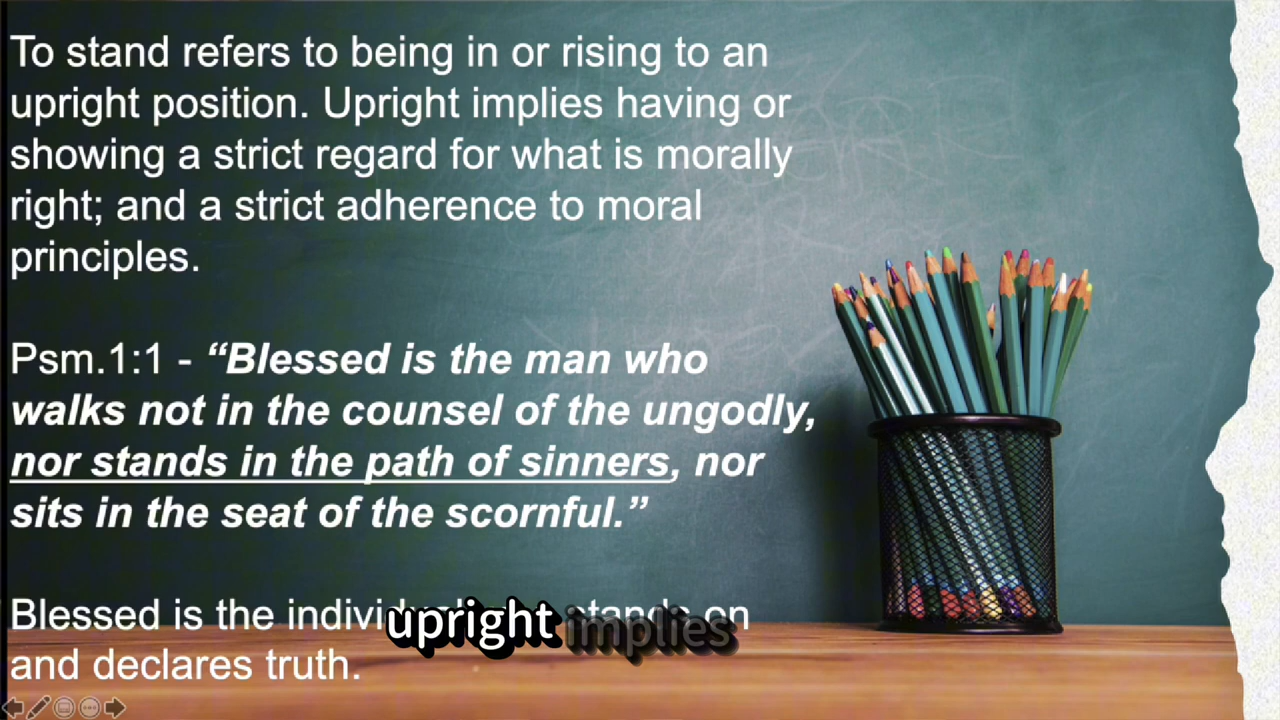 To stand refers to being in or rising to an
upright position. Upright implies having or
showing a strict regard for what is morally
right; and a strict adherence to moral
principles.
Psm.1:1 - “Blessed is the man who
walks not in the counsel of the ungodly,
nor stands in the path of sinners, nor
sits in the seat of the scornful.”
Blessed is the stands on
upright implies
and declares truth.